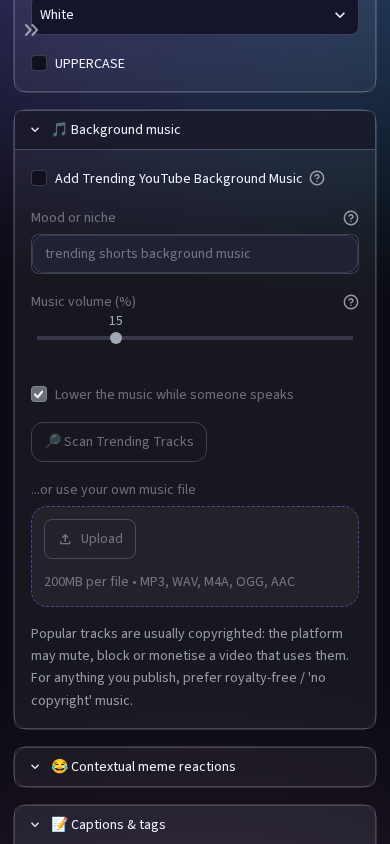 White
UPPERCASE
🎵 Background music
Add Trending YouTube Background Music
Mood or niche
trending shorts background music
Music volume (%)
15
Lower the music while someone speaks
🔎 Scan Trending Tracks
...or use your own music file
Upload
200MB per file • MP3, WAV, M4A, OGG, AAC
Popular tracks are usually copyrighted: the platform
may mute, block or monetise a video that uses them.
For anything you publish, prefer royalty-free / 'no
copyright' music.
😂 Contextual meme reactions
📝 Captions & tags